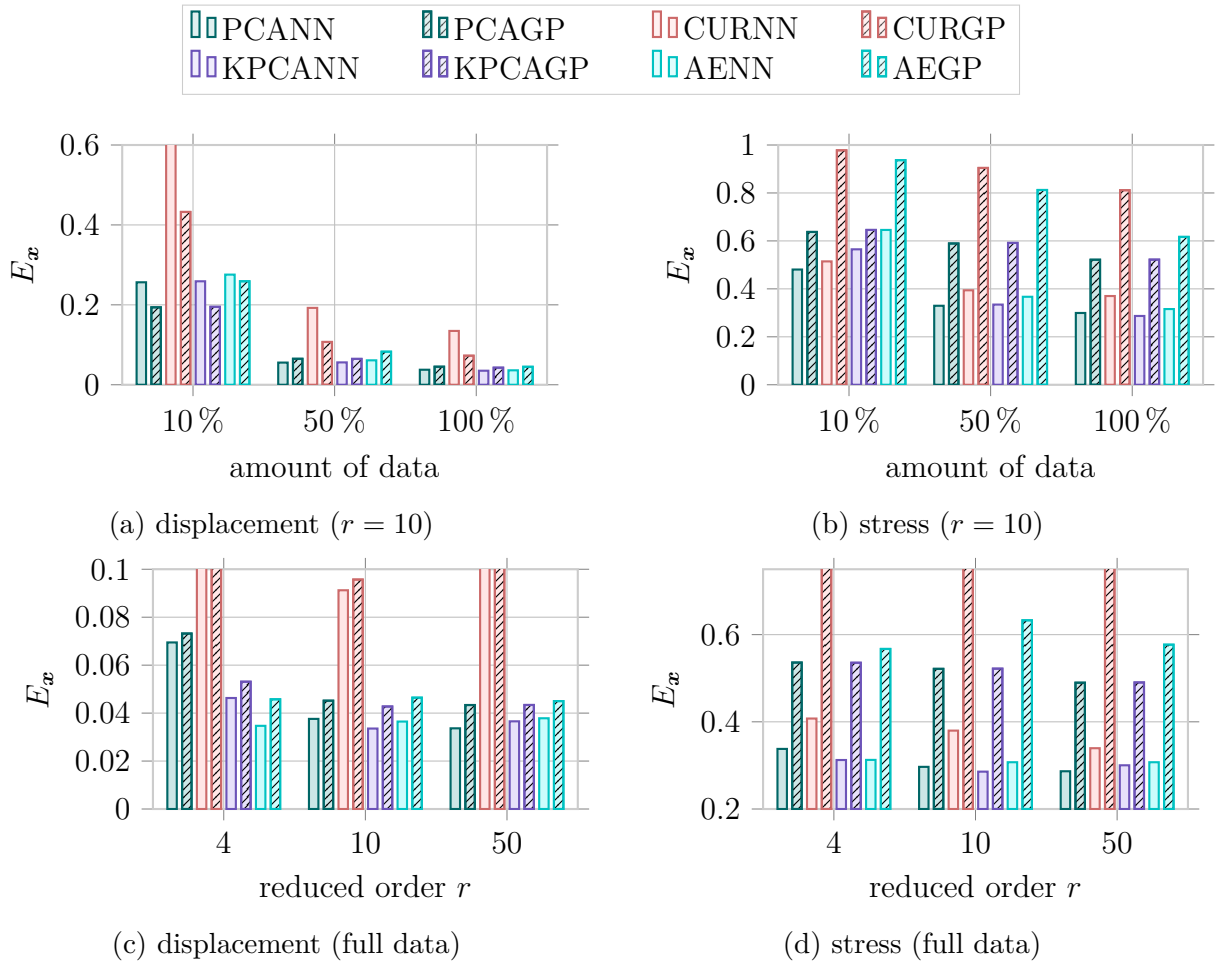 PCANN PCAGP CURNN CURGP
KPCANN KPCAGP AENN AEGP
0.6
0.4
0.2
0
E_x
10 % 50 % 100 %
amount of data
(a) displacement (r = 10)
1
0.8
0.6
0.4
0.2
0
E_x
10 % 50 % 100 %
amount of data
(b) stress (r = 10)
0.1
0.08
0.06
0.04
0.02
0
E_x
4 10 50
reduced order r
(c) displacement (full data)
0.6
0.4
0.2
E_x
4 10 50
reduced order r
(d) stress (full data)